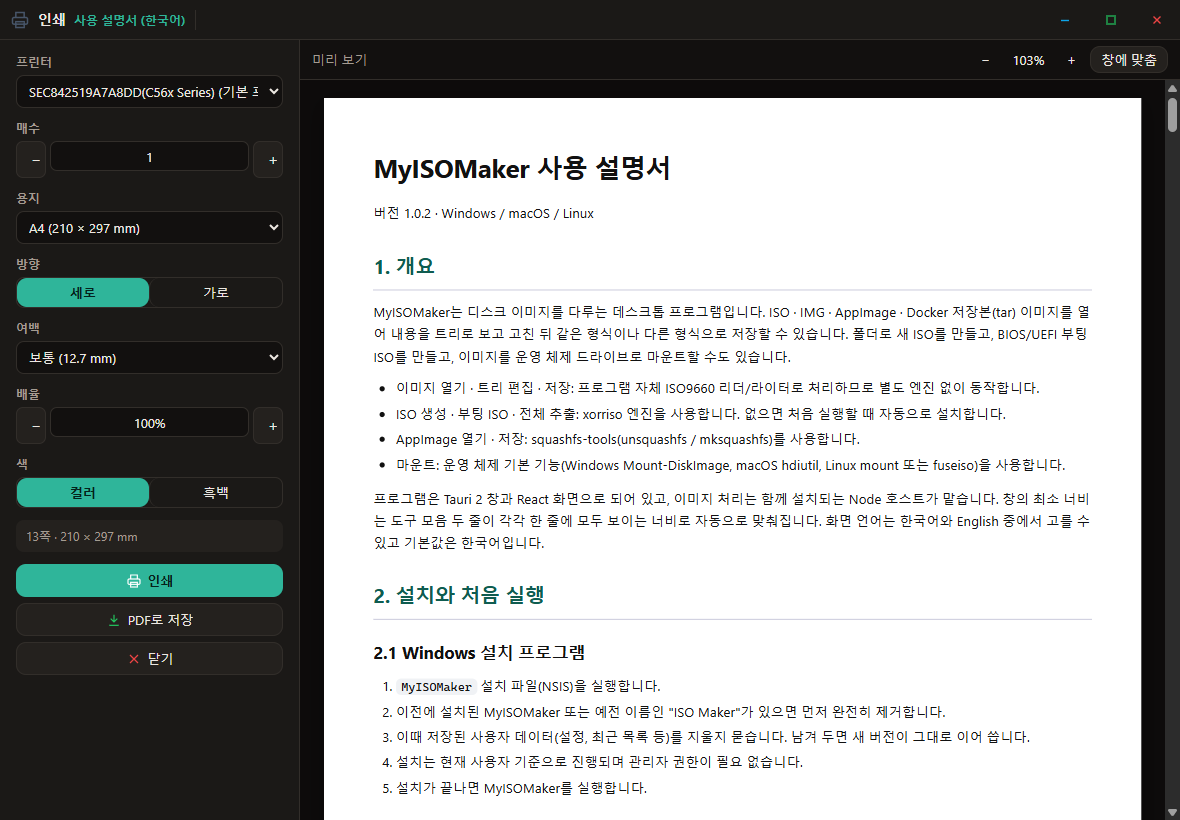 인쇄 사용 설명서 (한국어)
프린터
SEC842519A7A8DD(C56x Series) (기본 프
매수
− 1 +
용지
A4 (210 × 297 mm)
방향
세로 가로
여백
보통 (12.7 mm)
배율
− 100% +
색
컬러 흑백
13쪽 · 210 × 297 mm
인쇄
PDF로 저장
닫기
미리 보기
− 103% + 창에 맞춤
MyISOMaker 사용 설명서
버전 1.0.2 · Windows / macOS / Linux
1. 개요
MyISOMaker는 디스크 이미지를 다루는 데스크톱 프로그램입니다. ISO · IMG · AppImage · Docker 저장본(tar) 이미지를 열
어 내용을 트리로 보고 고친 뒤 같은 형식이나 다른 형식으로 저장할 수 있습니다. 폴더로 새 ISO를 만들고, BIOS/UEFI 부팅
ISO를 만들고, 이미지를 운영 체제 드라이브로 마운트할 수도 있습니다.
• 이미지 열기 · 트리 편집 · 저장: 프로그램 자체 ISO9660 리더/라이터로 처리하므로 별도 엔진 없이 동작합니다.
• ISO 생성 · 부팅 ISO · 전체 추출: xorriso 엔진을 사용합니다. 없으면 처음 실행할 때 자동으로 설치합니다.
• AppImage 열기 · 저장: squashfs-tools(unsquashfs / mksquashfs)를 사용합니다.
• 마운트: 운영 체제 기본 기능(Windows Mount-DiskImage, macOS hdiutil, Linux mount 또는 fuseiso)을 사용합니다.
프로그램은 Tauri 2 창과 React 화면으로 되어 있고, 이미지 처리는 함께 설치되는 Node 호스트가 맡습니다. 창의 최소 너비
는 도구 모음 두 줄이 각각 한 줄에 모두 보이는 너비로 자동으로 맞춰집니다. 화면 언어는 한국어와 English 중에서 고를 수
있고 기본값은 한국어입니다.
2. 설치와 처음 실행
2.1 Windows 설치 프로그램
1. MyISOMaker 설치 파일(NSIS)을 실행합니다.
2. 이전에 설치된 MyISOMaker 또는 예전 이름인 "ISO Maker"가 있으면 먼저 완전히 제거합니다.
3. 이때 저장된 사용자 데이터(설정, 최근 목록 등)를 지울지 묻습니다. 남겨 두면 새 버전이 그대로 이어 씁니다.
4. 설치는 현재 사용자 기준으로 진행되며 관리자 권한이 필요 없습니다.
5. 설치가 끝나면 MyISOMaker를 실행합니다.